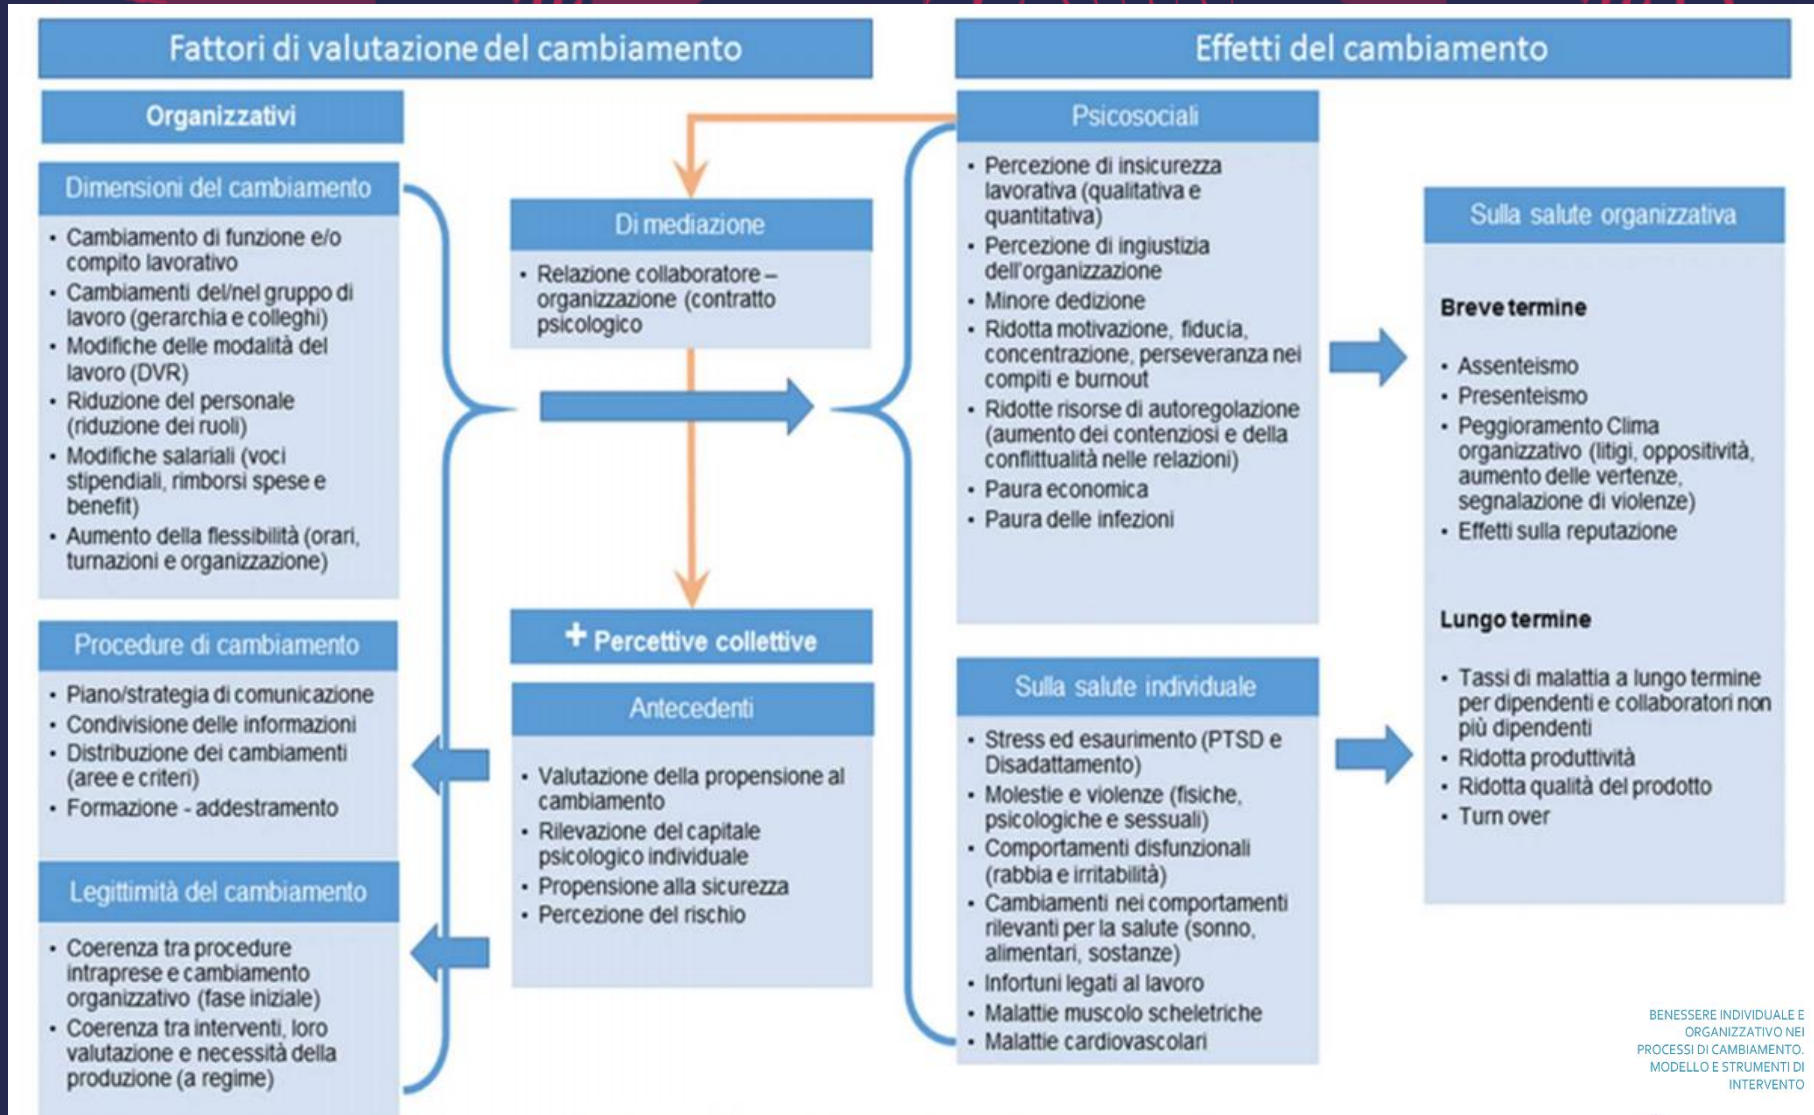 Fattori di valutazione del cambiamento
Organizzativi
Dimensioni del cambiamento
• Cambiamento di funzione e/o
compito lavorativo
• Cambiamenti del/nel gruppo di
lavoro (gerarchia e colleghi)
• Modifiche delle modalità del
lavoro (DVR)
• Riduzione del personale
(riduzione dei ruoli)
• Modifiche salariali (voci
stipendiali, rimborsi spese e
benefit)
• Aumento della flessibilità (orari,
turnazioni e organizzazione)
Procedure di cambiamento
• Piano/strategia di comunicazione
• Condivisione delle informazioni
• Distribuzione dei cambiamenti
(aree e criteri)
• Formazione - addestramento
Legittimità del cambiamento
• Coerenza tra procedure
intraprese e cambiamento
organizzativo (fase iniziale)
• Coerenza tra interventi, loro
valutazione e necessità della
produzione (a regime)
Di mediazione
• Relazione collaboratore –
organizzazione (contratto
psicologico
+ Percettive collettive
Antecedenti
• Valutazione della propensione al
cambiamento
• Rilevazione del capitale
psicologico individuale
• Propensione alla sicurezza
• Percezione del rischio
Effetti del cambiamento
Psicosociali
• Percezione di insicurezza
lavorativa (qualitativa e
quantitativa)
• Percezione di ingiustizia
dell'organizzazione
• Minore dedizione
• Ridotta motivazione, fiducia,
concentrazione, perseveranza nei
compiti e burnout
• Ridotte risorse di autoregolazione
(aumento dei contenziosi e della
conflittualità nelle relazioni)
• Paura economica
• Paura delle infezioni
Sulla salute individuale
• Stress ed esaurimento (PTSD e
Disadattamento)
• Molestie e violenze (fisiche,
psicologiche e sessuali)
• Comportamenti disfunzionali
(rabbia e irritabilità)
• Cambiamenti nei comportamenti
rilevanti per la salute (sonno,
alimentari, sostanze)
• Infortuni legati al lavoro
• Malattie muscolo scheletriche
• Malattie cardiovascolari
Sulla salute organizzativa
Breve termine
• Assenteismo
• Presenteismo
• Peggioramento Clima
organizzativo (litigi, oppositività,
aumento delle vertenze,
segnalazione di violenze)
• Effetti sulla reputazione
Lungo termine
• Tassi di malattia a lungo termine
per dipendenti e collaboratori non
più dipendenti
• Ridotta produttività
• Ridotta qualità del prodotto
• Turn over
BENESSERE INDIVIDUALE E
ORGANIZZATIVO NEI
PROCESSI DI CAMBIAMENTO.
MODELLO E STRUMENTI DI
INTERVENTO